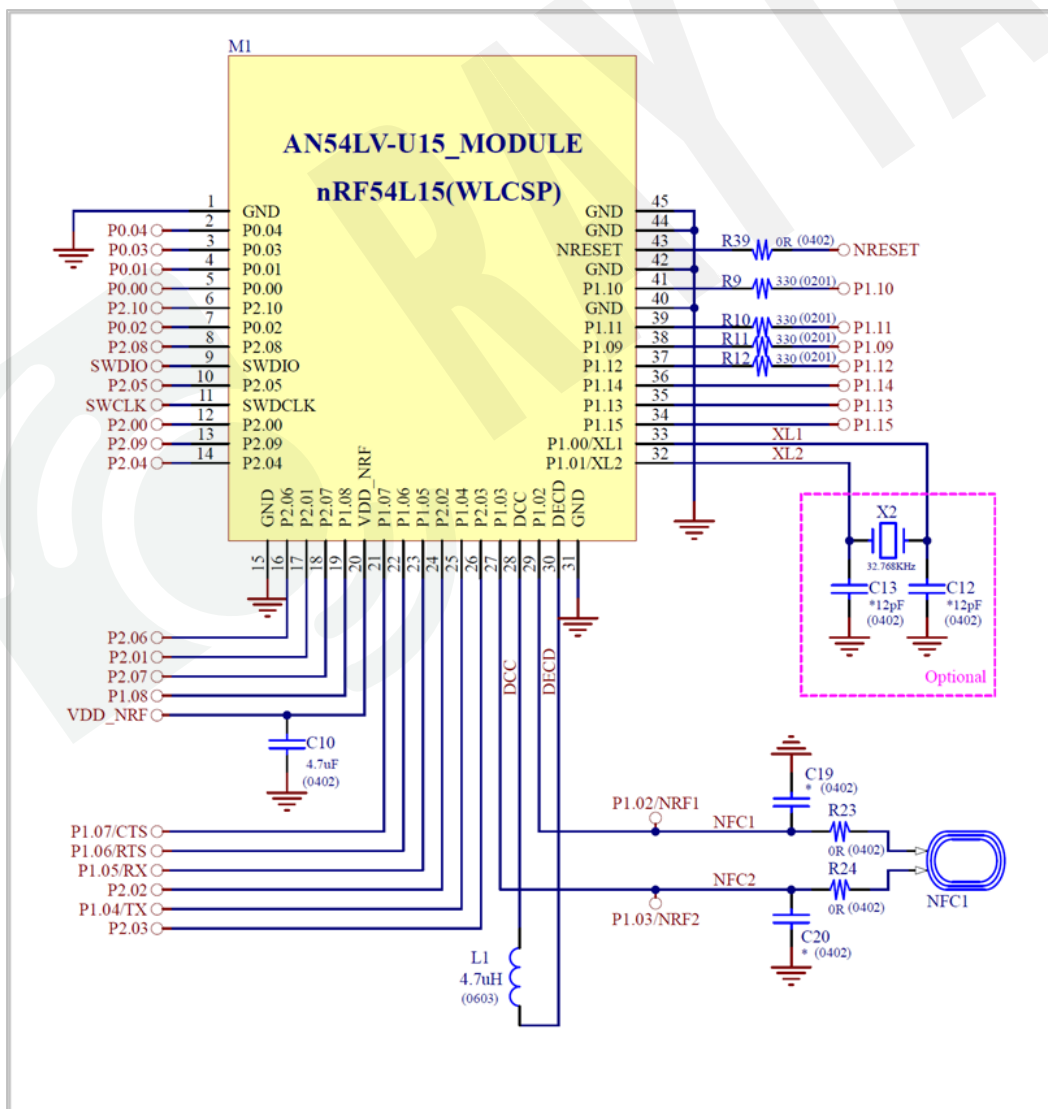 M1
AN54LV-U15_MODULE
nRF54L15(WLCSP)
1 GND
P0.04 2 P0.04
P0.03 3 P0.03
P0.01 4 P0.01
P0.00 5 P0.00
P2.10 6 P2.10
P0.02 7 P0.02
P2.08 8 P2.08
SWDIO 9 SWDIO
P2.05 10 P2.05
SWCLK 11 SWDCLK
P2.00 12 P2.00
P2.09 13 P2.09
P2.04 14 P2.04
GND 45
GND 44
NRESET 43 R39 0R (0402) NRESET
GND 42
P1.10 41 R9 330 (0201) P1.10
GND 40
P1.11 39 R10 330 (0201) P1.11
P1.09 38 R11 330 (0201) P1.09
P1.12 37 R12 330 (0201) P1.12
P1.14 36 P1.14
P1.13 35 P1.13
P1.15 34 P1.15
P1.00/XL1 33 XL1
P1.01/XL2 32 XL2
GND 15
P2.06 16
P2.01 17
P2.07 18
P1.08 19
VDD_NRF 20
P1.07 21
P1.06 22
P1.05 23
P2.02 24
P1.04 25
P2.03 26
P1.03 27
DCC 28
P1.02 29
DECD 30
GND 31
X2
32.768KHz
C13
*12pF
(0402)
C12
*12pF
(0402)
Optional
P2.06
P2.01
P2.07
P1.08
VDD_NRF
C10
4.7uF
(0402)
DCC
DECD
P1.07/CTS
P1.06/RTS
P1.05/RX
P2.02
P1.04/TX
P2.03
L1
4.7uH
(0603)
C19
* (0402)
P1.02/NRF1
NFC1
R23
0R (0402)
R24
0R (0402)
NFC2
P1.03/NRF2
C20
* (0402)
NFC1
RAYTA